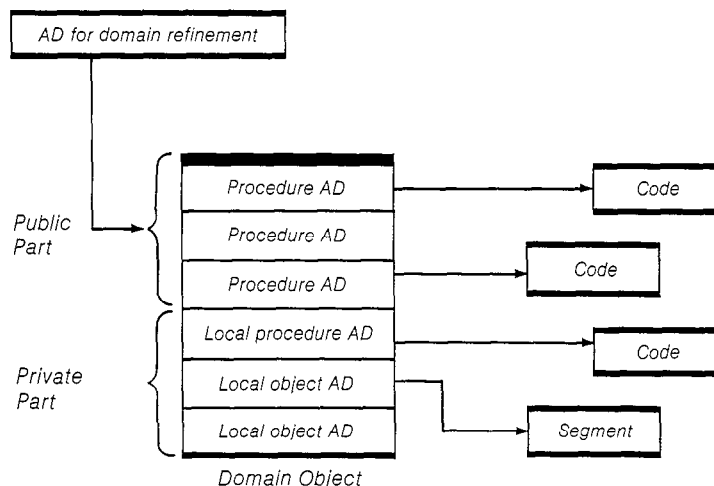 AD for domain refinement
Public
Part
Procedure AD
Code
Procedure AD
Procedure AD
Code
Private
Part
Local procedure AD
Code
Local object AD
Local object AD
Segment
Domain Object